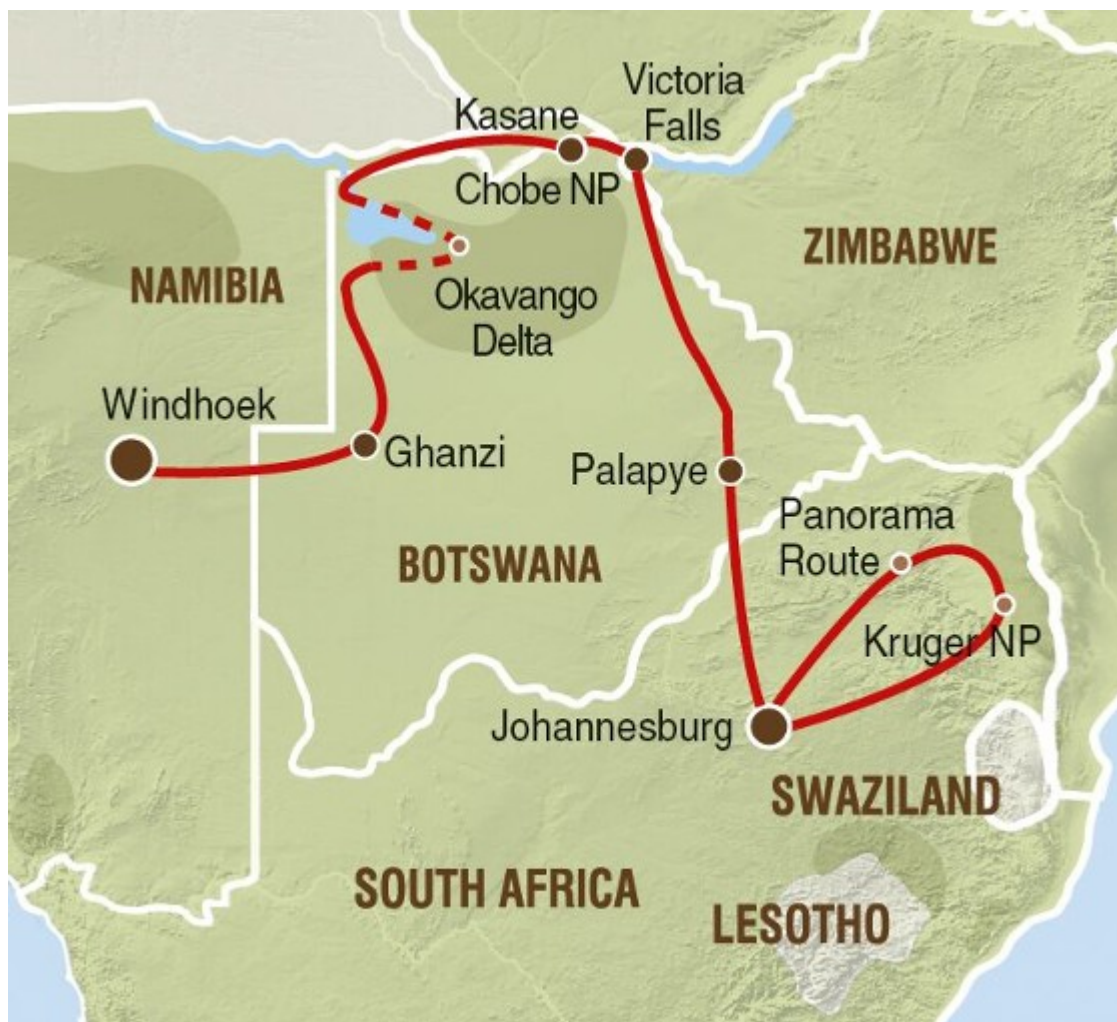 Victoria
Falls
Kasane
Chobe NP
ZIMBABWE
NAMIBIA
Okavango
Delta
Windhoek
Ghanzi
Palapye
Panorama
Route
BOTSWANA
Kruger NP
Johannesburg
SWAZILAND
SOUTH AFRICA
LESOTHO